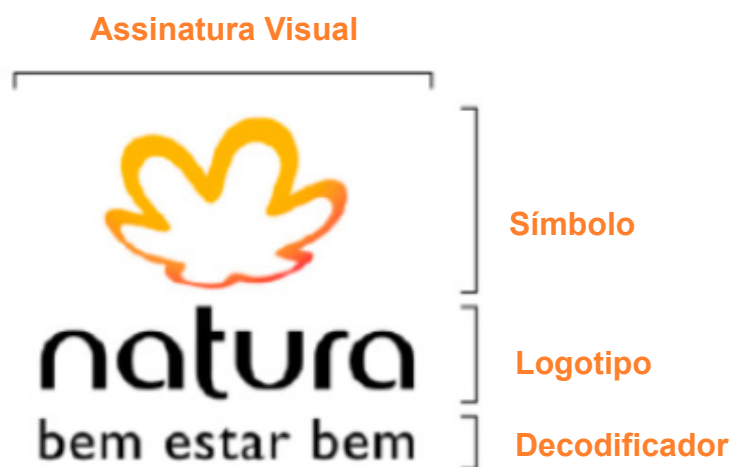 Assinatura Visual
Símbolo
natura
Logotipo
bem estar bem
Decodificador